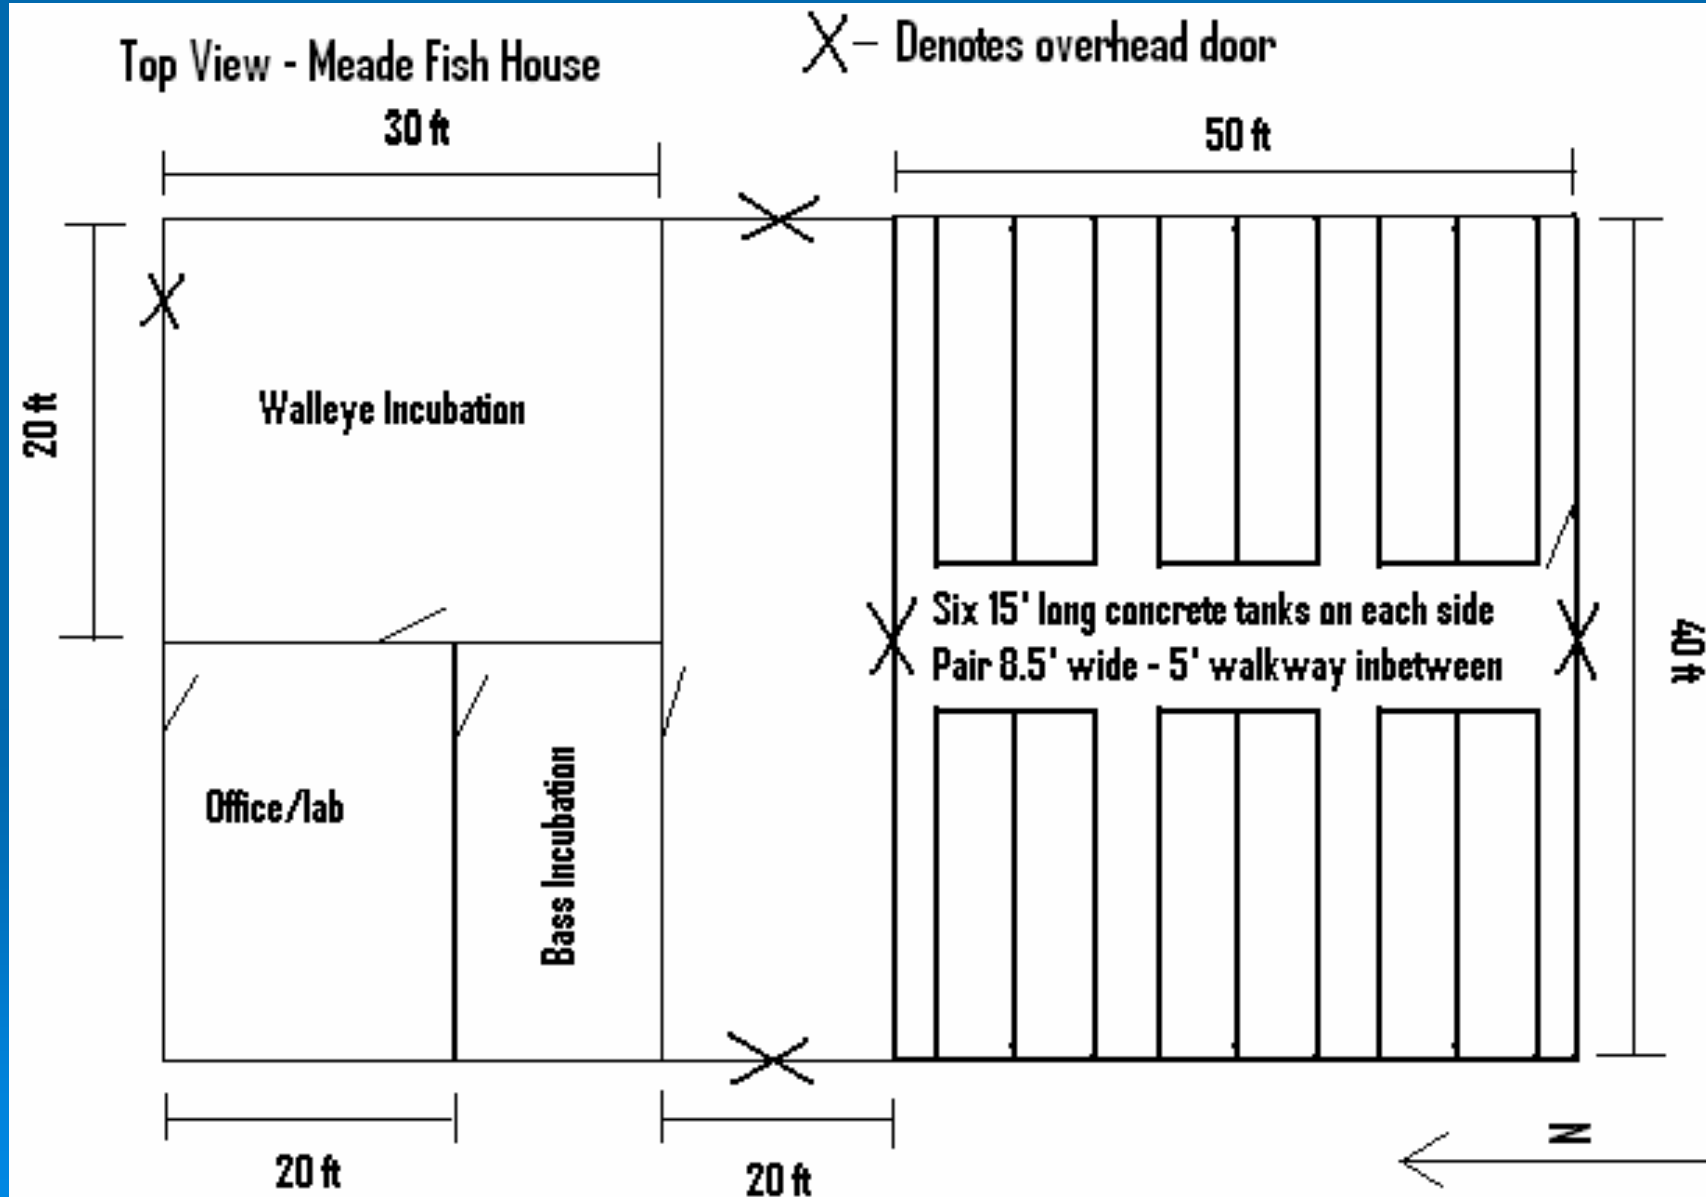 Top View - Meade Fish House
X - Denotes overhead door
30 ft
50 ft
20 ft
Walleye Incubation
Six 15' long concrete tanks on each side
Pair 8.5' wide - 5' walkway inbetween
40 ft
Office/lab
Bass Incubation
20 ft
20 ft
N